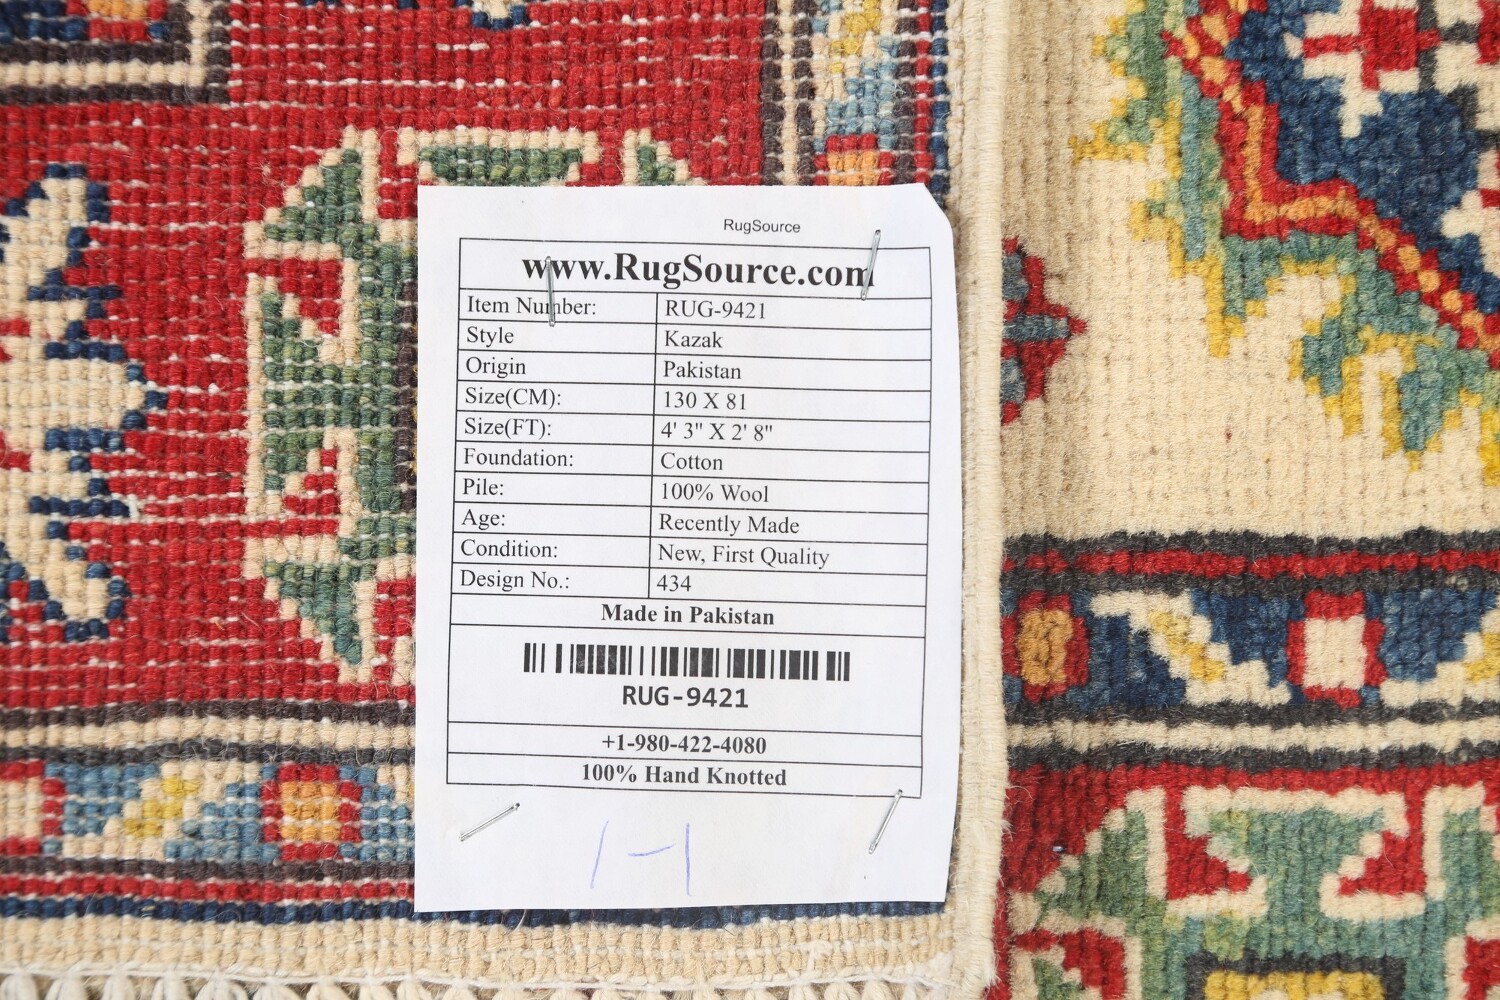 RugSource
www.RugSource.com
Item Number: RUG-9421
Style Kazak
Origin Pakistan
Size(CM): 130 X 81
Size(FT): 4' 3" X 2' 8"
Foundation: Cotton
Pile: 100% Wool
Age: Recently Made
Condition: New, First Quality
Design No.: 434
Made in Pakistan
RUG-9421
+1-980-422-4080
100% Hand Knotted
1-1